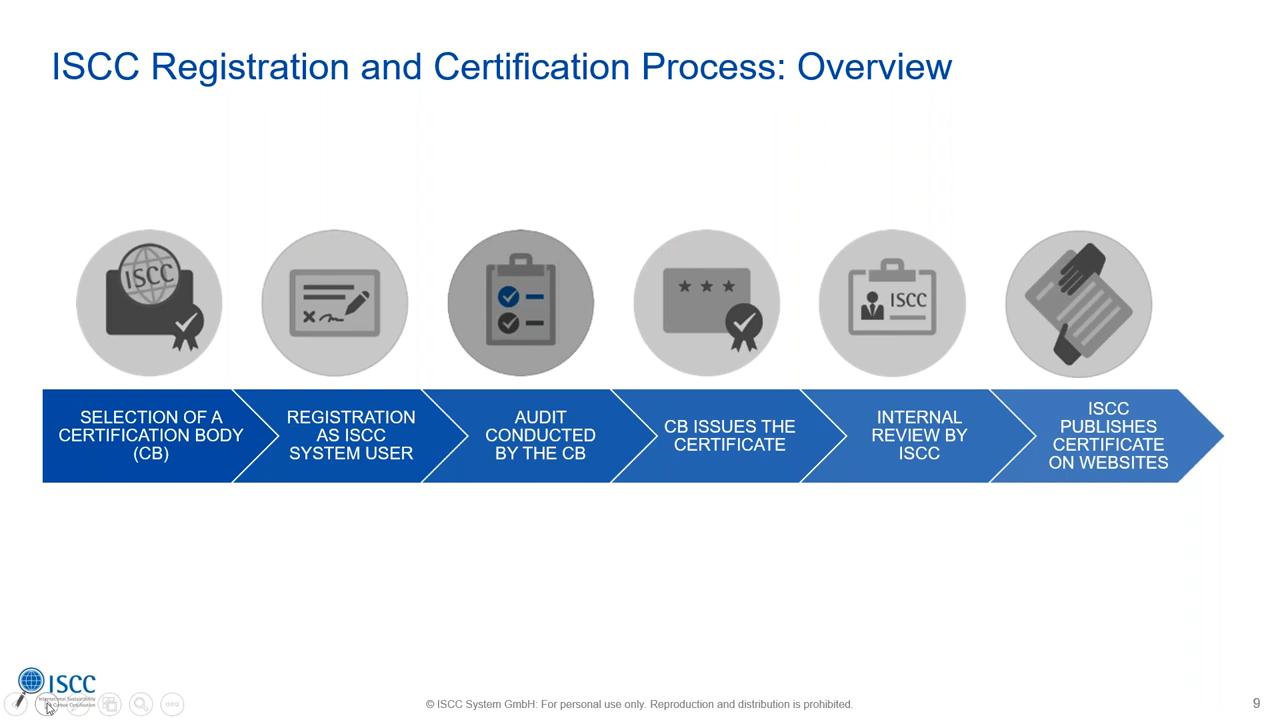 ISCC Registration and Certification Process: Overview
ISCC
ISCC
SELECTION OF A
CERTIFICATION BODY
(CB)
REGISTRATION
AS ISCC
SYSTEM USER
AUDIT
CONDUCTED
BY THE CB
CB ISSUES THE
CERTIFICATE
INTERNAL
REVIEW BY
ISCC
ISCC
PUBLISHES
CERTIFICATE
ON WEBSITES
ISCC
International Sustainability
& Carbon Certification
© ISCC System GmbH: For personal use only. Reproduction and distribution is prohibited.
9